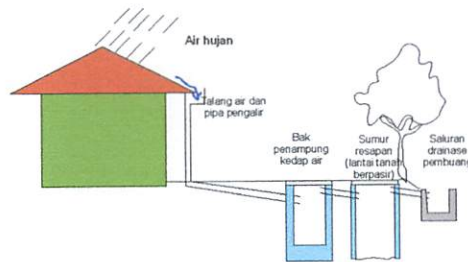 Air hujan
Talang air dan
pipa pengalir
Bak
penampung
kedap air
Sumur
resapan
(lantai tanah
berpasir)
Saluran
drainase
pembuang